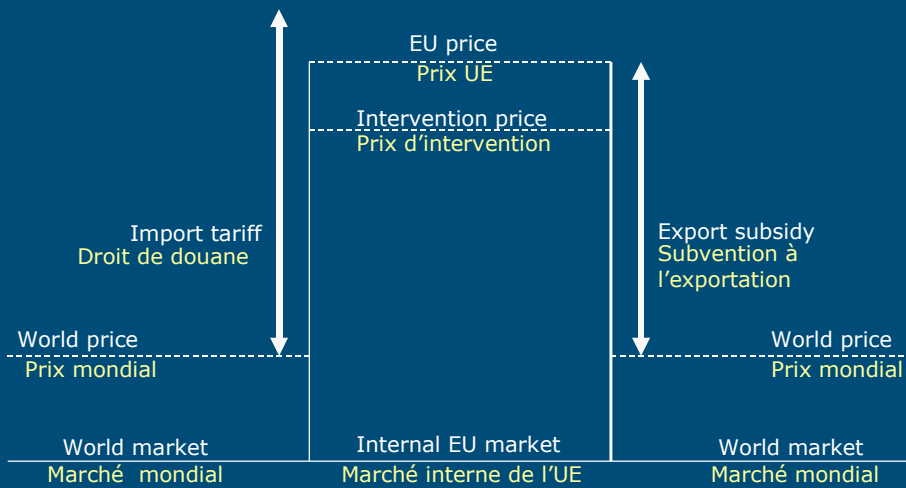 EU price
Prix UE
Intervention price
Prix d'intervention
Import tariff
Droit de douane
Export subsidy
Subvention à
l'exportation
World price
Prix mondial
World price
Prix mondial
World market
Marché mondial
Internal EU market
Marché interne de l'UE
World market
Marché mondial